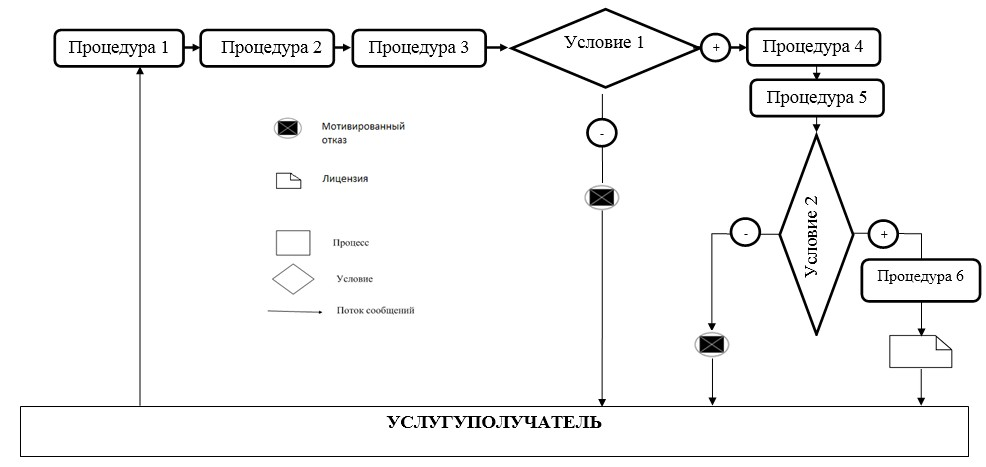 Процедура 1
Процедура 2
Процедура 3
Условие 1
+
Процедура 4
Процедура 5
-
Мотивированный
отказ
Лицензия
Условие 2
-
+
Процесс
Процедура 6
Условие
Поток сообщений
УСЛУГУПОЛУЧАТЕЛЬ